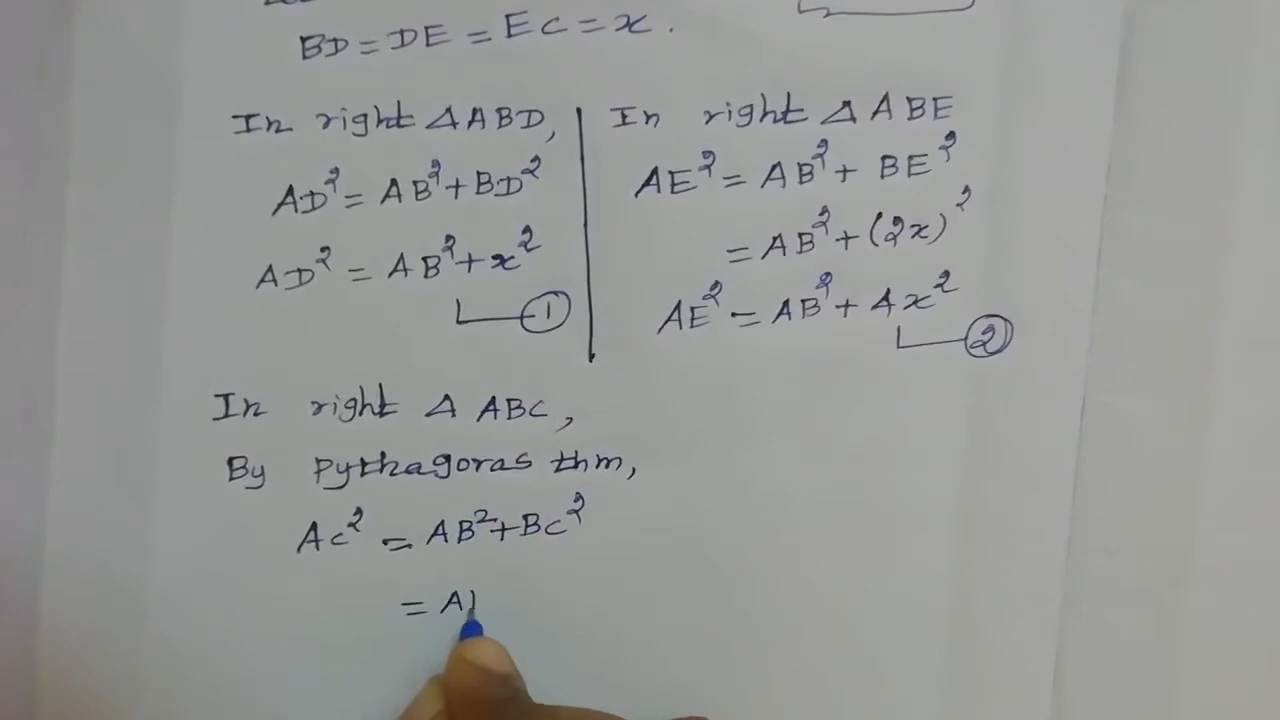 BD = DE = EC = x.
In right Δ ABD,
AD² = AB² + BD²
AD² = AB² + x²
①
In right Δ ABE
AE² = AB² + BE²
= AB² + (2x)²
AE² = AB² + 4x²
②
In right Δ ABC,
By Pythagoras thm,
AC² = AB² + BC²
= A